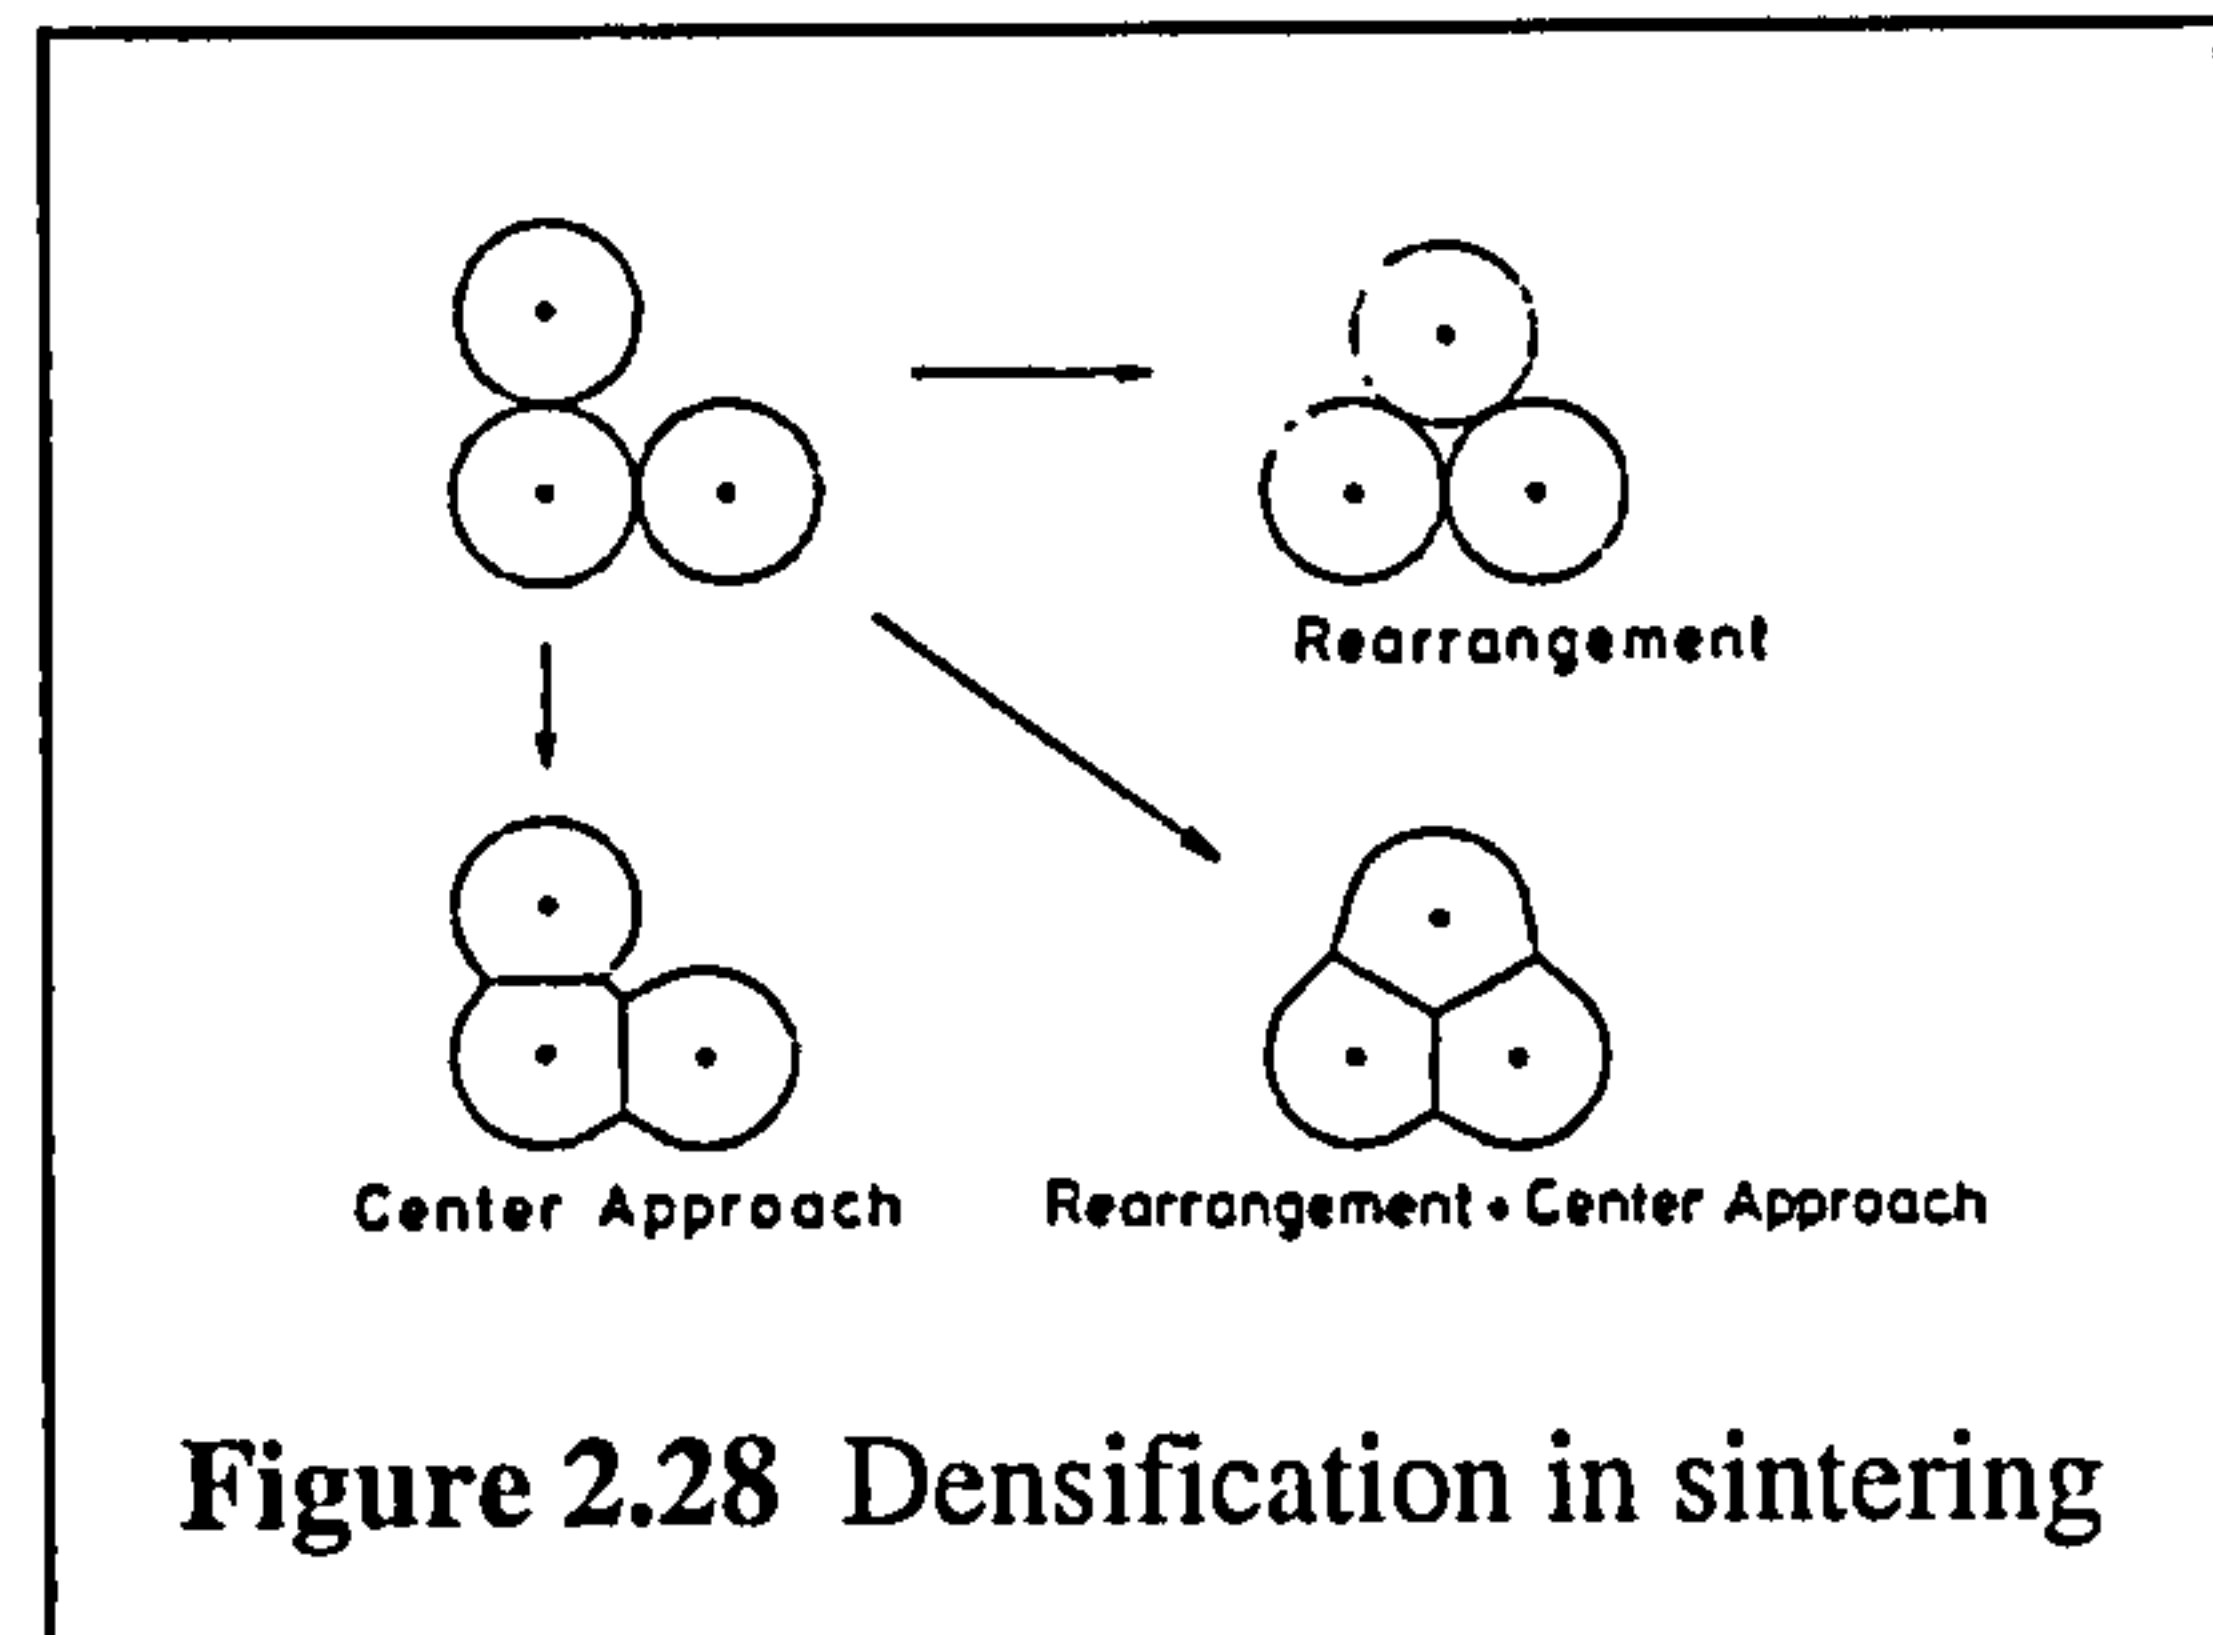 Rearrangement
Center Approach
Rearrangement • Center Approach
Figure 2.28 Densification in sintering